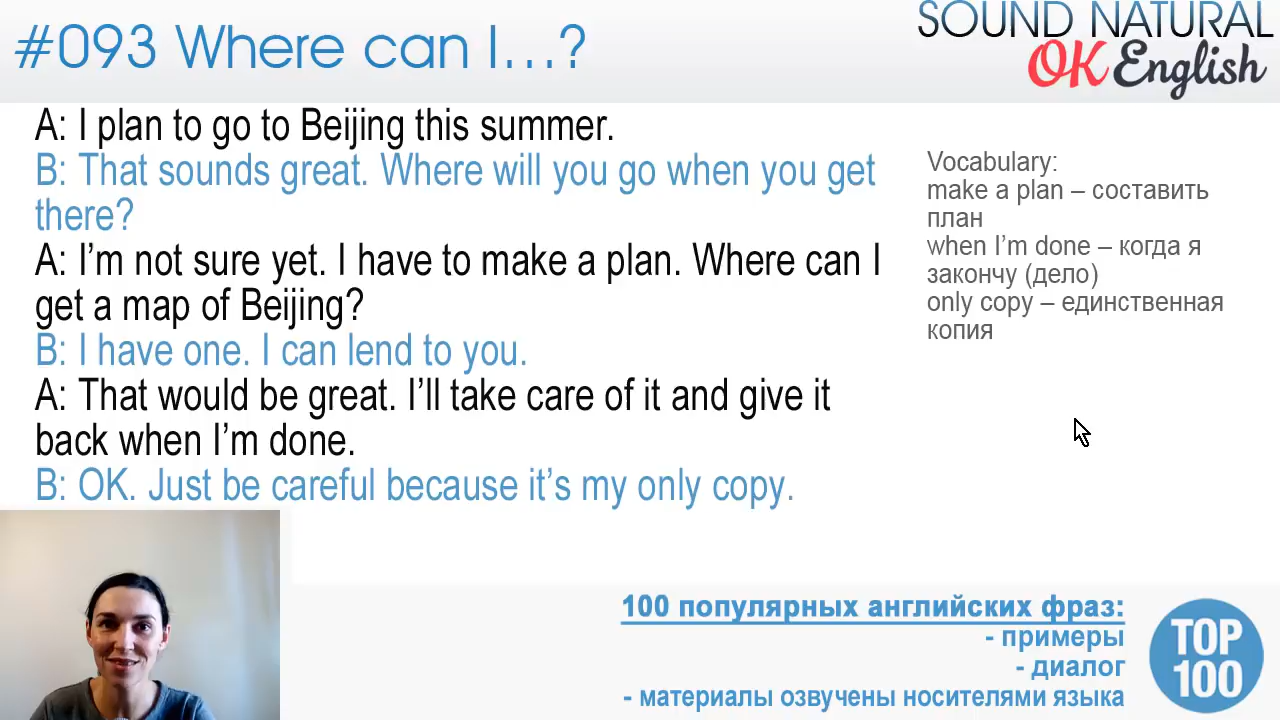 #093 Where can I…?
SOUND NATURAL
OK English
A: I plan to go to Beijing this summer.
B: That sounds great. Where will you go when you get
there?
A: I’m not sure yet. I have to make a plan. Where can I
get a map of Beijing?
B: I have one. I can lend to you.
A: That would be great. I’ll take care of it and give it
back when I’m done.
B: OK. Just be careful because it’s my only copy.
Vocabulary:
make a plan – составить
план
when I’m done – когда я
закончу (дело)
only copy – единственная
копия
100 популярных английских фраз:
- примеры
- диалог
- материалы озвучены носителями языка
TOP
100